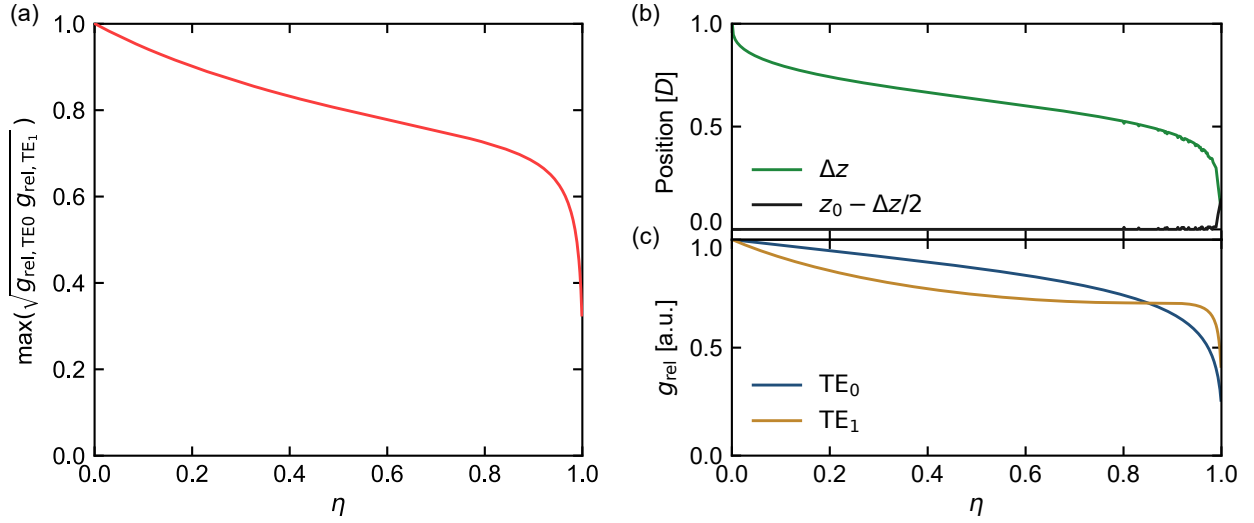 (a)
max(√g_rel, TE0 g_rel, TE₁ )
1.0
0.8
0.6
0.4
0.2
0.0
0.0 0.2 0.4 0.6 0.8 1.0
η
(b)
Position [D]
1.0
0.5
0.0
Δz
z₀ − Δz/2
(c)
g_rel [a.u.]
1.0
0.5
0.0
TE₀
TE₁
0.0 0.2 0.4 0.6 0.8 1.0
η